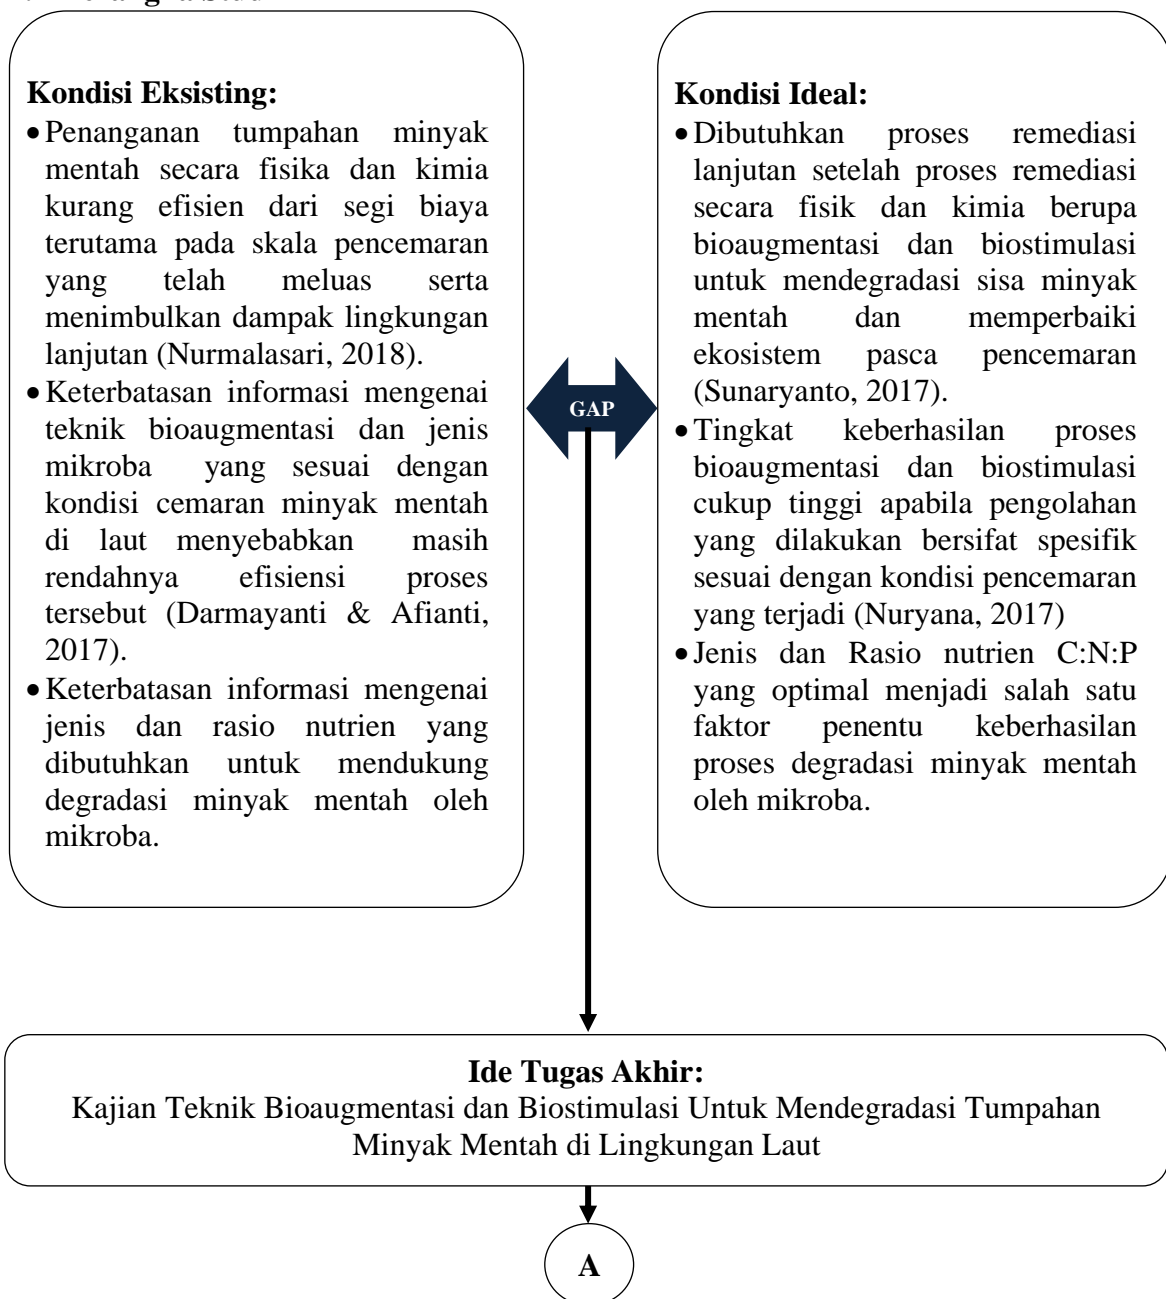 Kondisi Eksisting:
•Penanganan tumpahan minyak
mentah secara fisika dan kimia
kurang efisien dari segi biaya
terutama pada skala pencemaran
yang telah meluas serta
menimbulkan dampak lingkungan
lanjutan (Nurmalasari, 2018).
•Keterbatasan informasi mengenai
teknik bioaugmentasi dan jenis
mikroba yang sesuai dengan
kondisi cemaran minyak mentah
di laut menyebabkan masih
rendahnya efisiensi proses
tersebut (Darmayanti & Afianti,
2017).
•Keterbatasan informasi mengenai
jenis dan rasio nutrien yang
dibutuhkan untuk mendukung
degradasi minyak mentah oleh
mikroba.
GAP
Kondisi Ideal:
•Dibutuhkan proses remediasi
lanjutan setelah proses remediasi
secara fisik dan kimia berupa
bioaugmentasi dan biostimulasi
untuk mendegradasi sisa minyak
mentah dan memperbaiki
ekosistem pasca pencemaran
(Sunaryanto, 2017).
•Tingkat keberhasilan proses
bioaugmentasi dan biostimulasi
cukup tinggi apabila pengolahan
yang dilakukan bersifat spesifik
sesuai dengan kondisi pencemaran
yang terjadi (Nuryana, 2017)
•Jenis dan Rasio nutrien C:N:P
yang optimal menjadi salah satu
faktor penentu keberhasilan
proses degradasi minyak mentah
oleh mikroba.
Ide Tugas Akhir:
Kajian Teknik Bioaugmentasi dan Biostimulasi Untuk Mendegradasi Tumpahan
Minyak Mentah di Lingkungan Laut
A